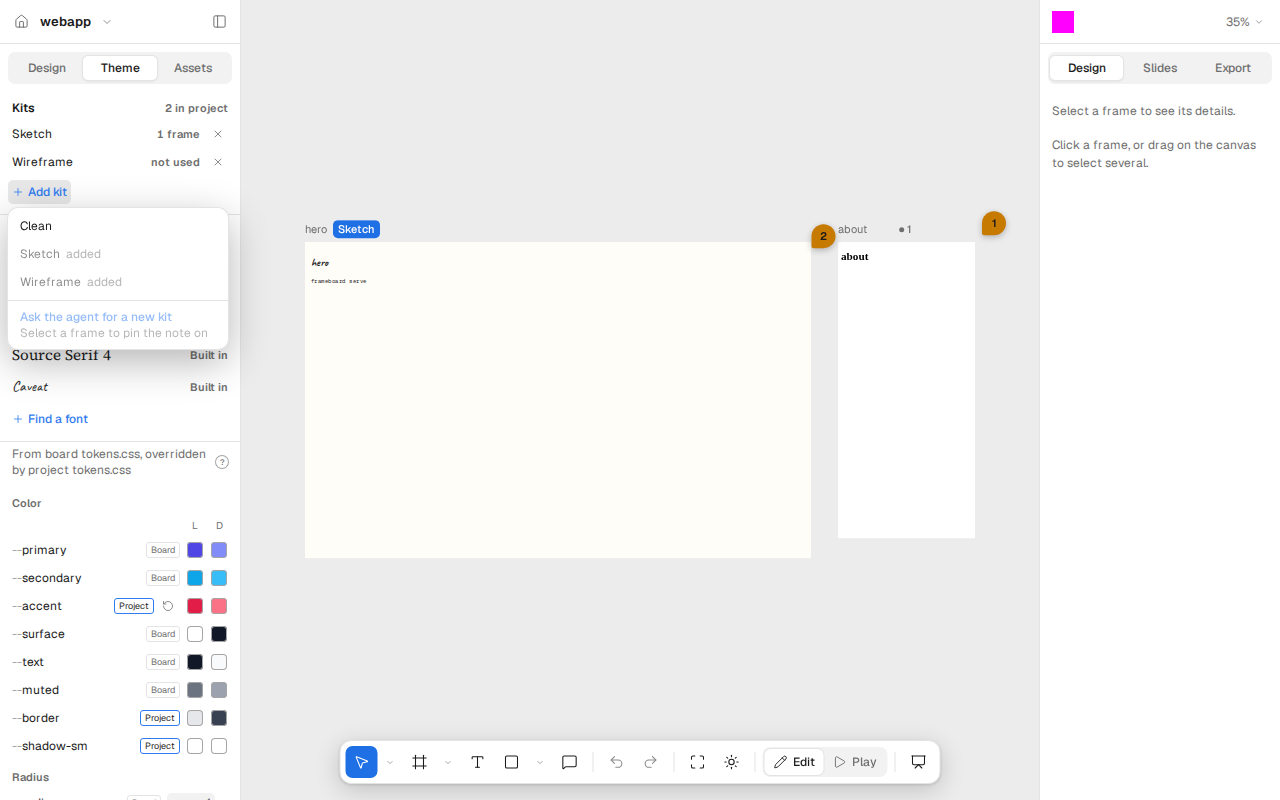 webapp
Design
Theme
Assets
Kits
2 in project
Sketch
1 frame
Wireframe
not used
Add kit
Clean
Sketch added
Wireframe added
Ask the agent for a new kit
Select a frame to pin the note on
Source Serif 4
Built in
Caveat
Built in
Find a font
From board tokens.css, overridden
by project tokens.css
?
Color
L D
--primary
Board
--secondary
Board
--accent
Project
--surface
Board
--text
Board
--muted
Board
--border
Project
--shadow-sm
Project
Radius
hero
Sketch
2
hero
frameboard serve
about
1
1
about
Edit
Play
35%
Design
Slides
Export
Select a frame to see its details.
Click a frame, or drag on the canvas
to select several.